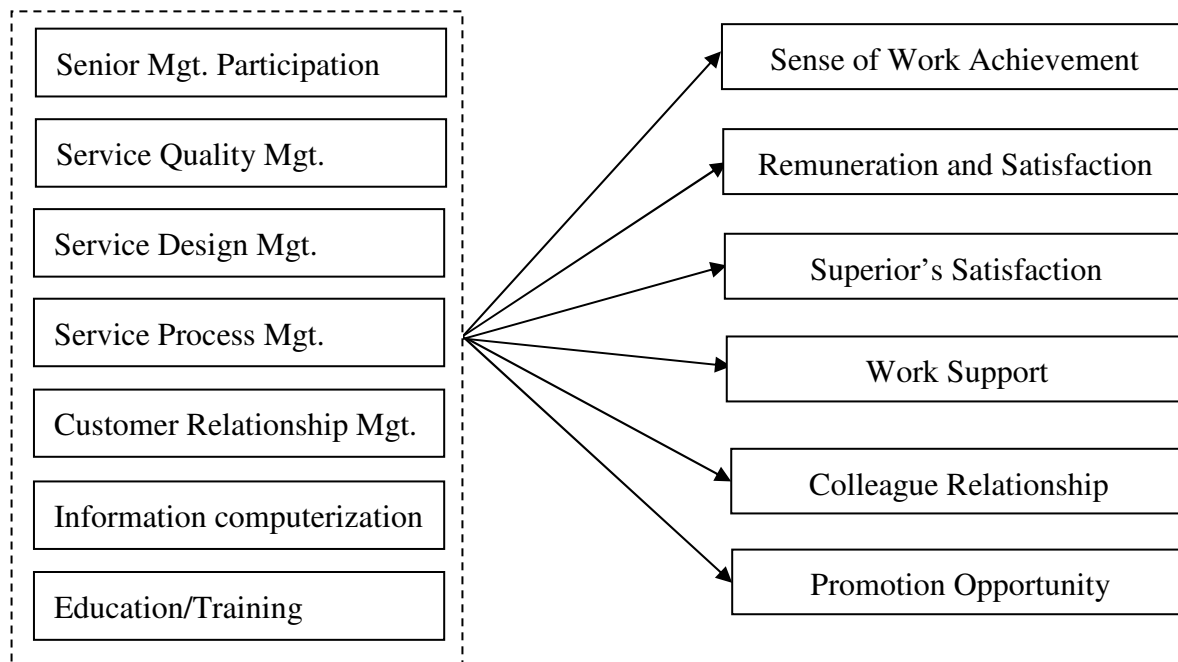 Senior Mgt. Participation
Service Quality Mgt.
Service Design Mgt.
Service Process Mgt.
Customer Relationship Mgt.
Information computerization
Education/Training
Sense of Work Achievement
Remuneration and Satisfaction
Superior’s Satisfaction
Work Support
Colleague Relationship
Promotion Opportunity